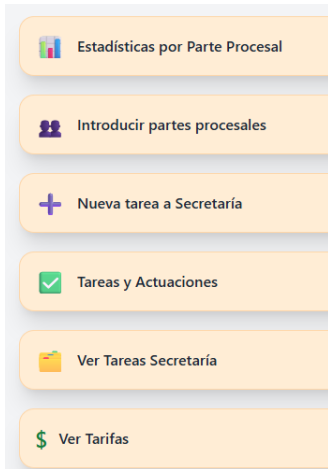 Estadísticas por Parte Procesal
Introducir partes procesales
Nueva tarea a Secretaría
Tareas y Actuaciones
Ver Tareas Secretaría
$ Ver Tarifas